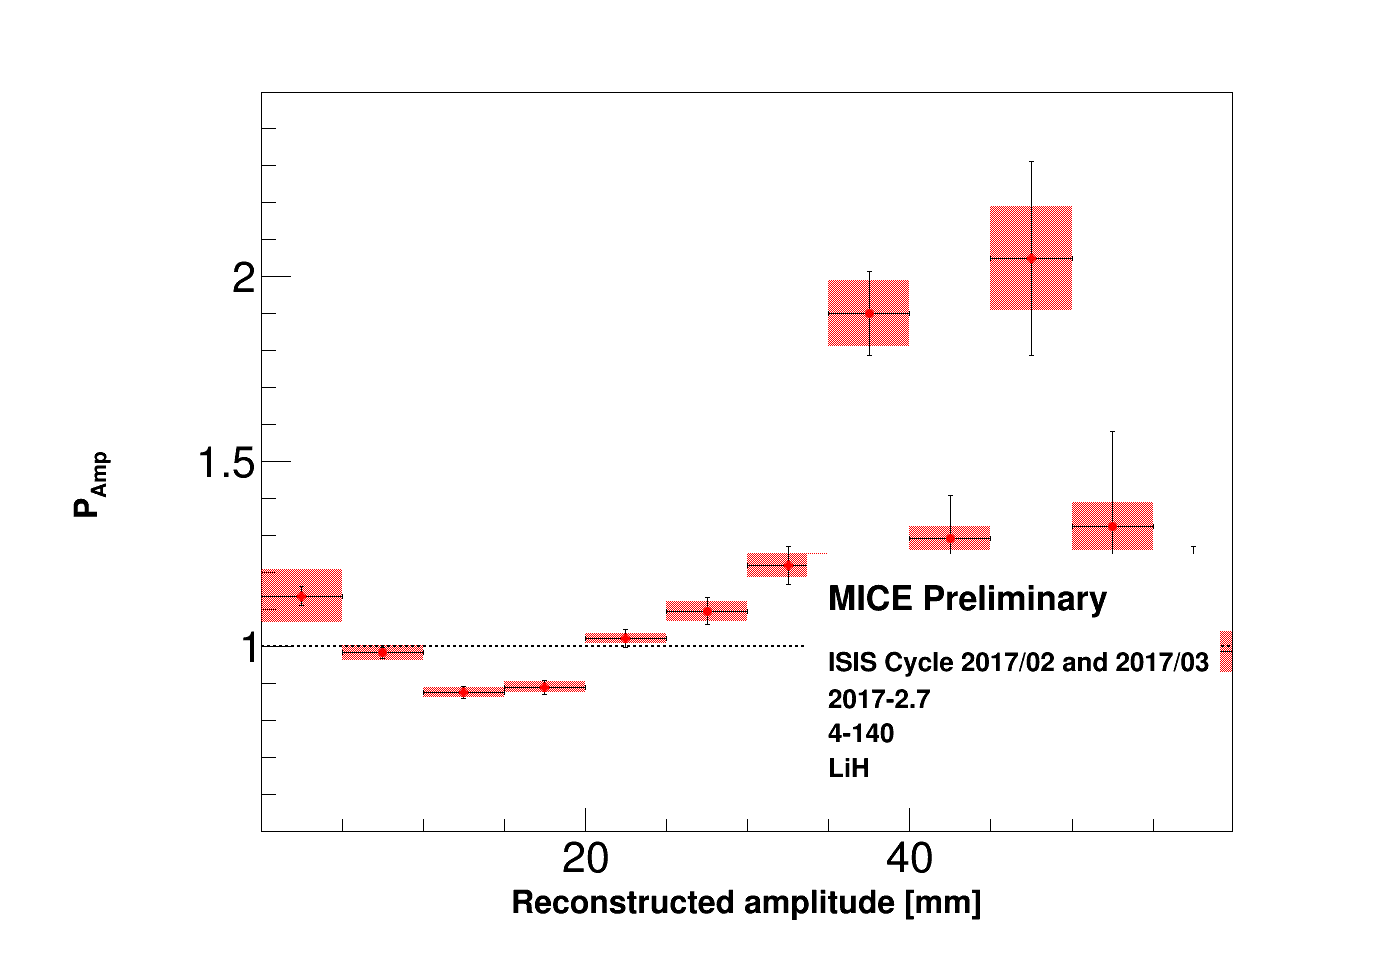 2
1.5
1
P_Amp
MICE Preliminary
ISIS Cycle 2017/02 and 2017/03
2017-2.7
4-140
LiH
20 40
Reconstructed amplitude [mm]